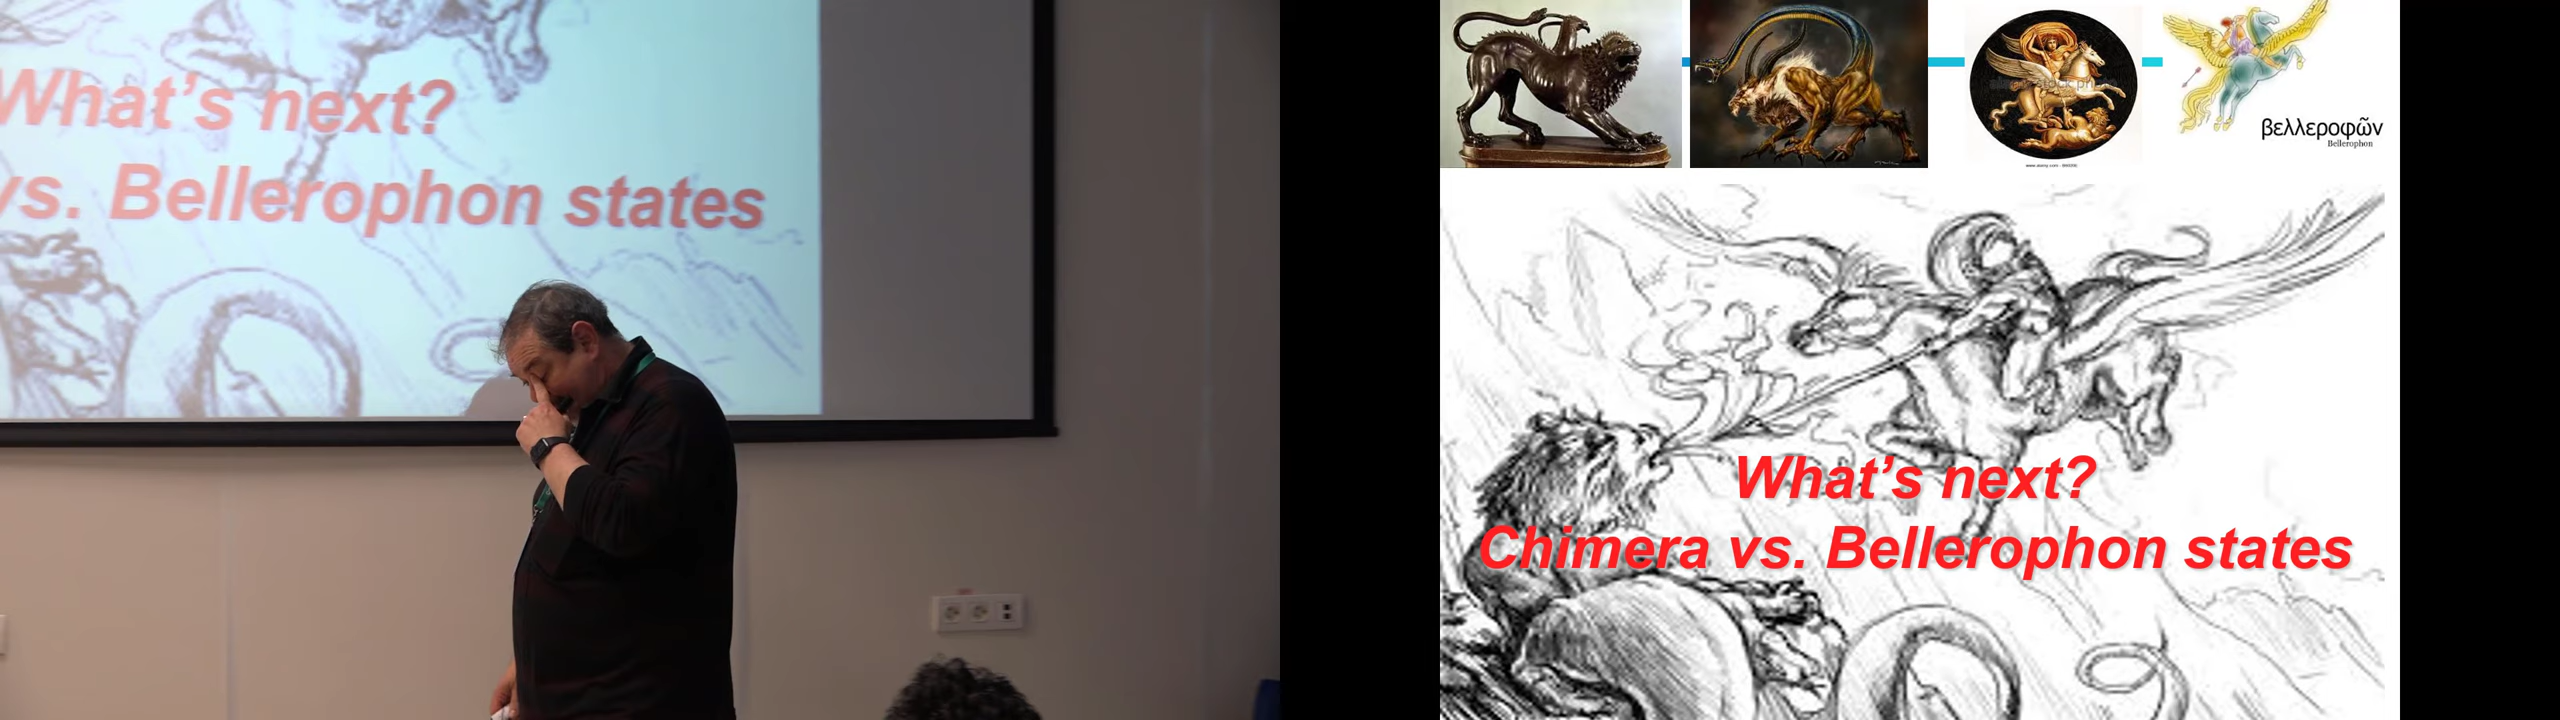 What's next?
vs. Bellerophon states
βελλεροφῶν
Bellerophon
What's next?
Chimera vs. Bellerophon states